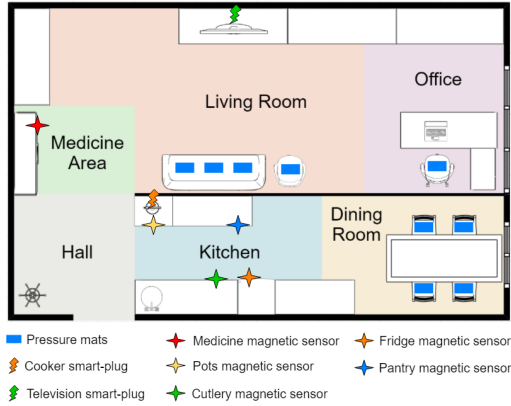 Living Room
Office
Medicine
Area
Dining
Room
Hall
Kitchen
Pressure mats
Medicine magnetic sensor
Fridge magnetic sensor
Cooker smart-plug
Pots magnetic sensor
Pantry magnetic sensor
Television smart-plug
Cutlery magnetic sensor